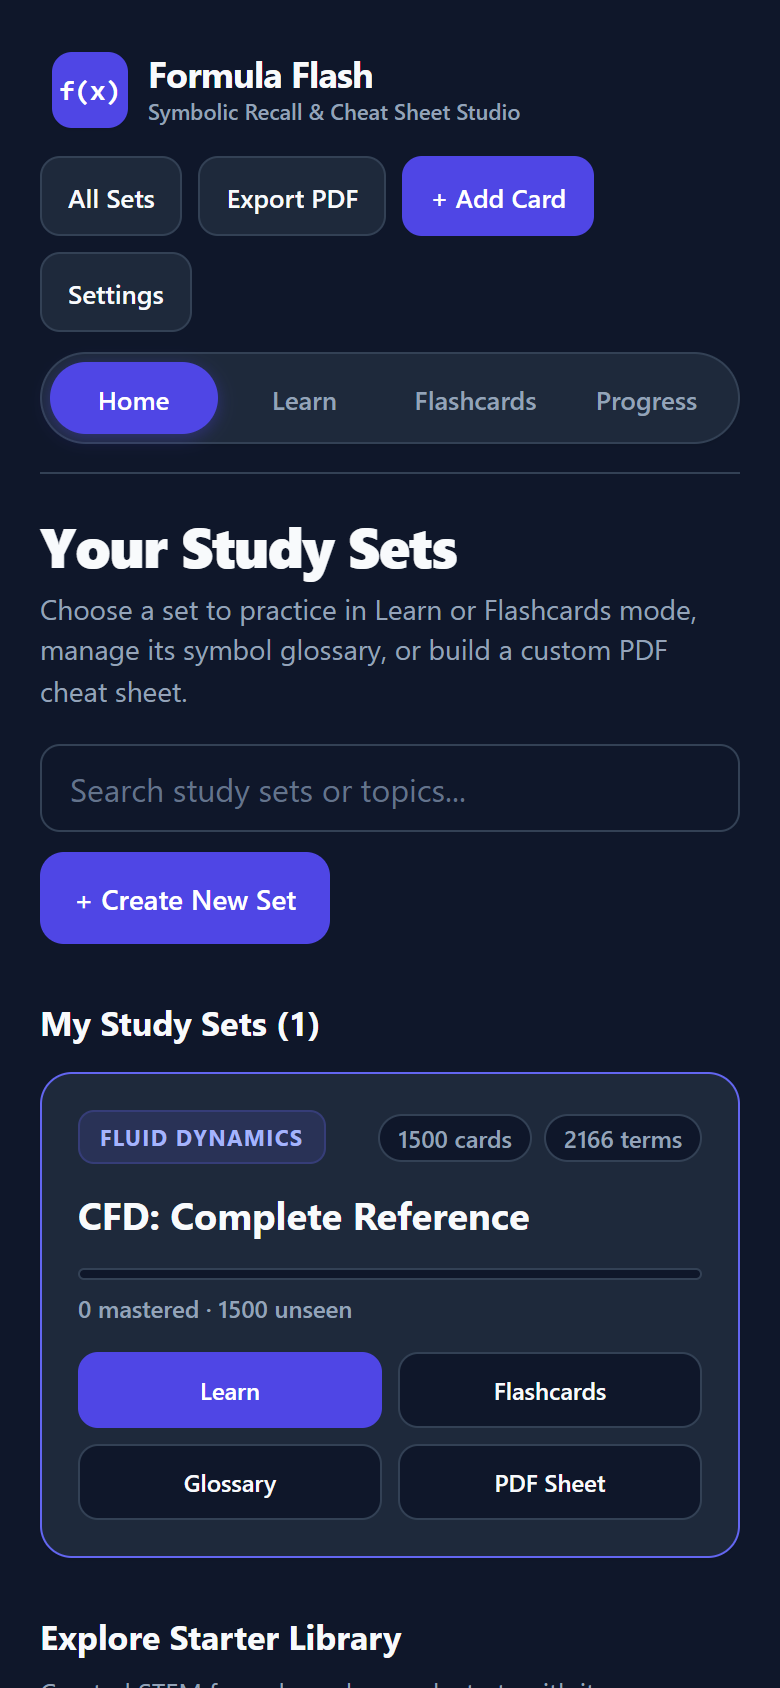 f(x)
Formula Flash
Symbolic Recall & Cheat Sheet Studio
All Sets
Export PDF
+ Add Card
Settings
Home
Learn
Flashcards
Progress
Your Study Sets
Choose a set to practice in Learn or Flashcards mode,
manage its symbol glossary, or build a custom PDF
cheat sheet.
Search study sets or topics...
+ Create New Set
My Study Sets (1)
FLUID DYNAMICS
1500 cards
2166 terms
CFD: Complete Reference
0 mastered · 1500 unseen
Learn
Flashcards
Glossary
PDF Sheet
Explore Starter Library